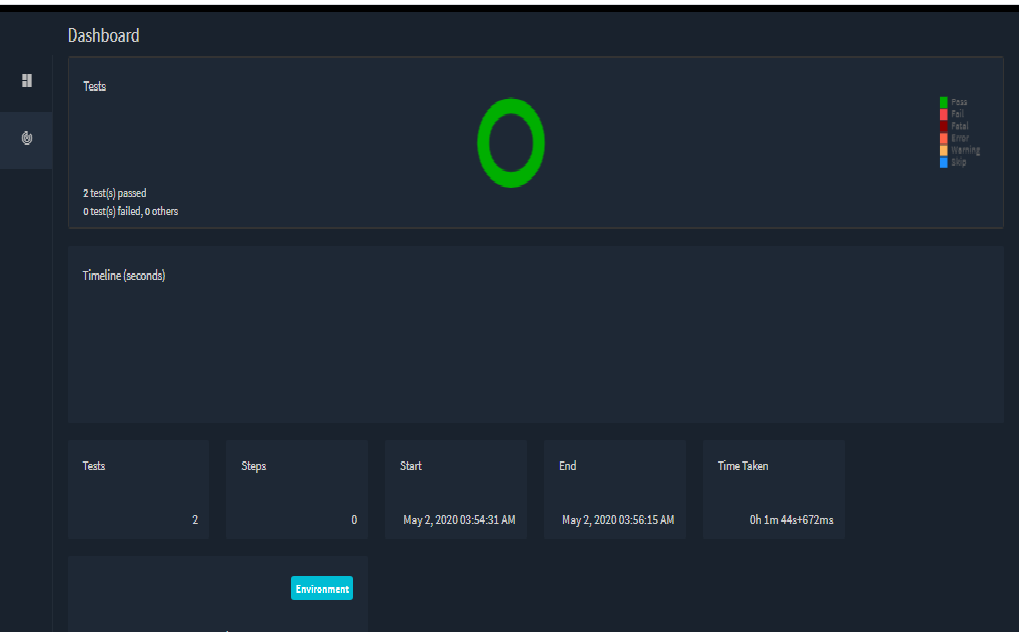 Dashboard
Tests
Pass
Fail
Fatal
Error
Warning
Skip
2 test(s) passed
0 test(s) failed, 0 others
Timeline (seconds)
Tests
2
Steps
0
Start
May 2, 2020 03:54:31 AM
End
May 2, 2020 03:56:15 AM
Time Taken
0h 1m 44s+672ms
Environment